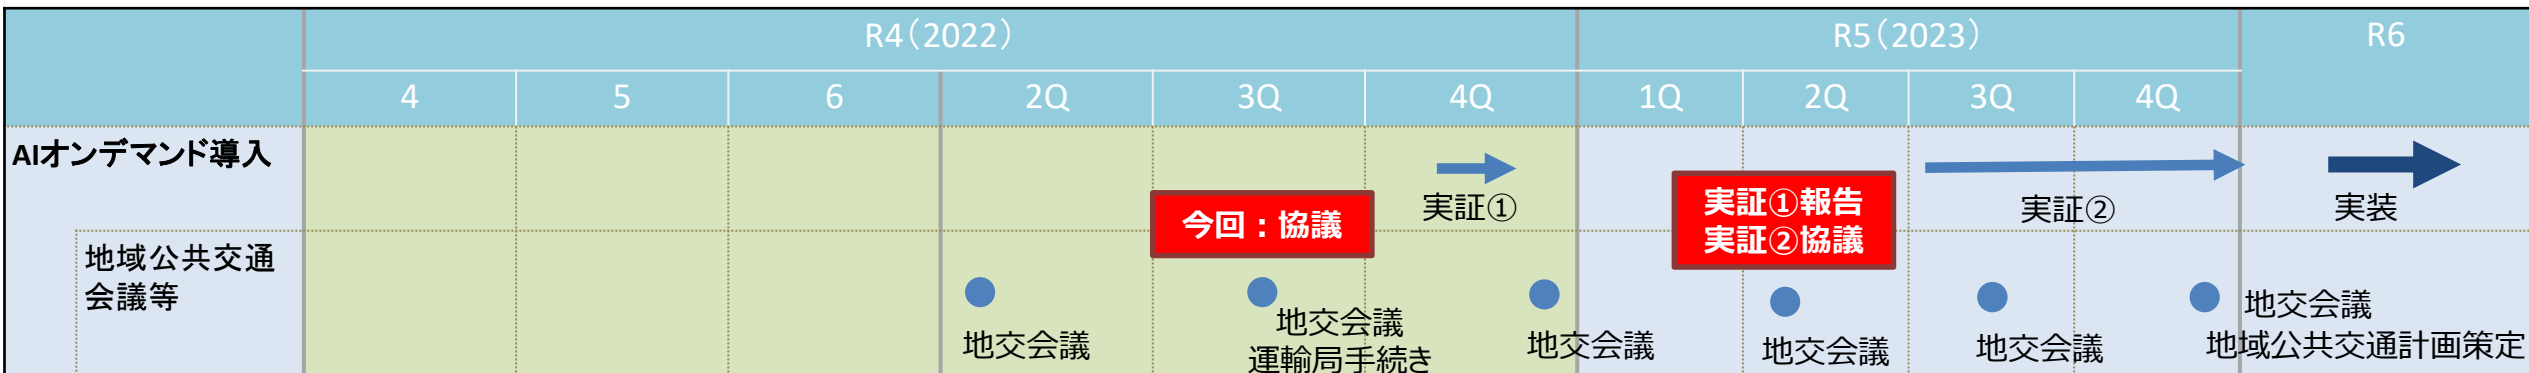 R4（2022）
R5（2023）
R6
4
5
6
2Q
3Q
4Q
1Q
2Q
3Q
4Q
AIオンデマンド導入
今回：協議
実証①
実証①報告
実証②協議
実証②
実装
地域公共交通
会議等
地交会議
地交会議
運輸局手続き
地交会議
地交会議
地交会議
地交会議
地域公共交通計画策定